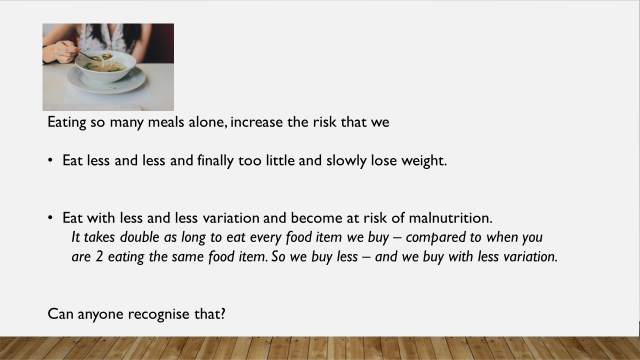 Eating so many meals alone, increase the risk that we
• Eat less and less and finally too little and slowly lose weight.
• Eat with less and less variation and become at risk of malnutrition.
It takes double as long to eat every food item we buy – compared to when you
are 2 eating the same food item. So we buy less – and we buy with less variation.
Can anyone recognise that?